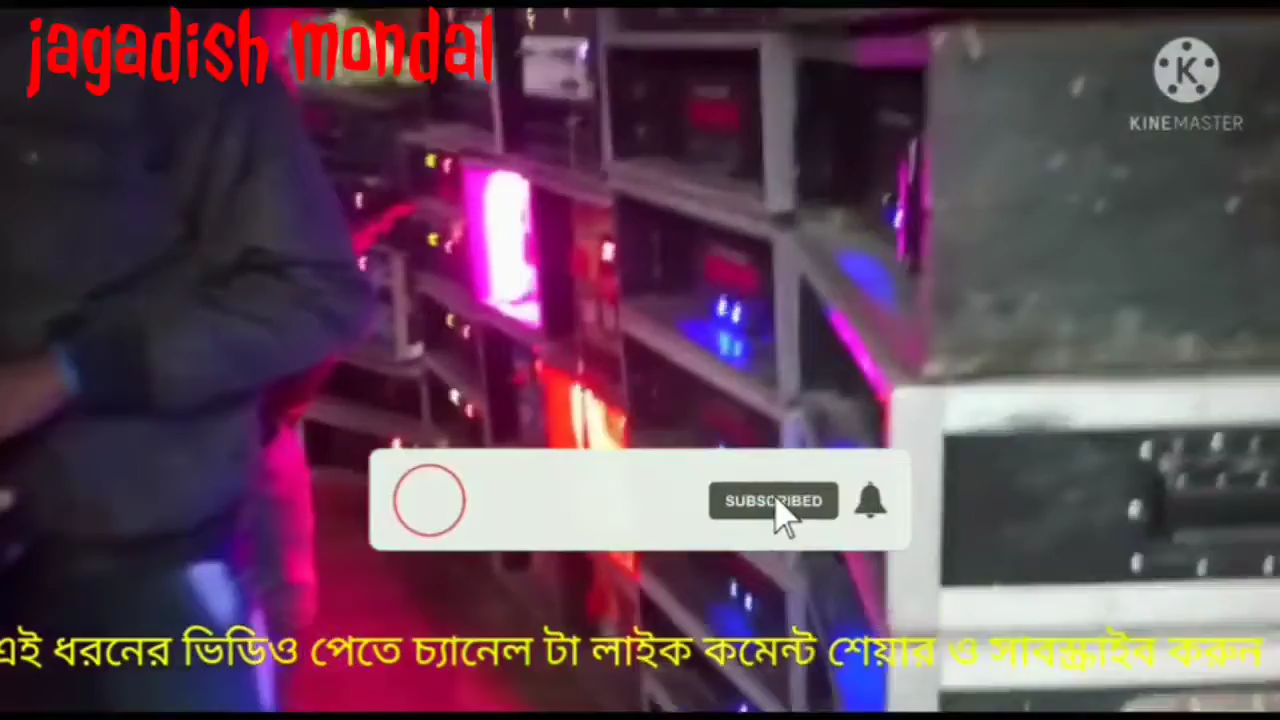 jagadish mondal
KINEMASTER
SUBSCRIBED
এই ধরনের ভিডিও পেতে চ্যানেল টা লাইক কমেন্ট শেয়ার ও সাবস্ক্রাইব করুন